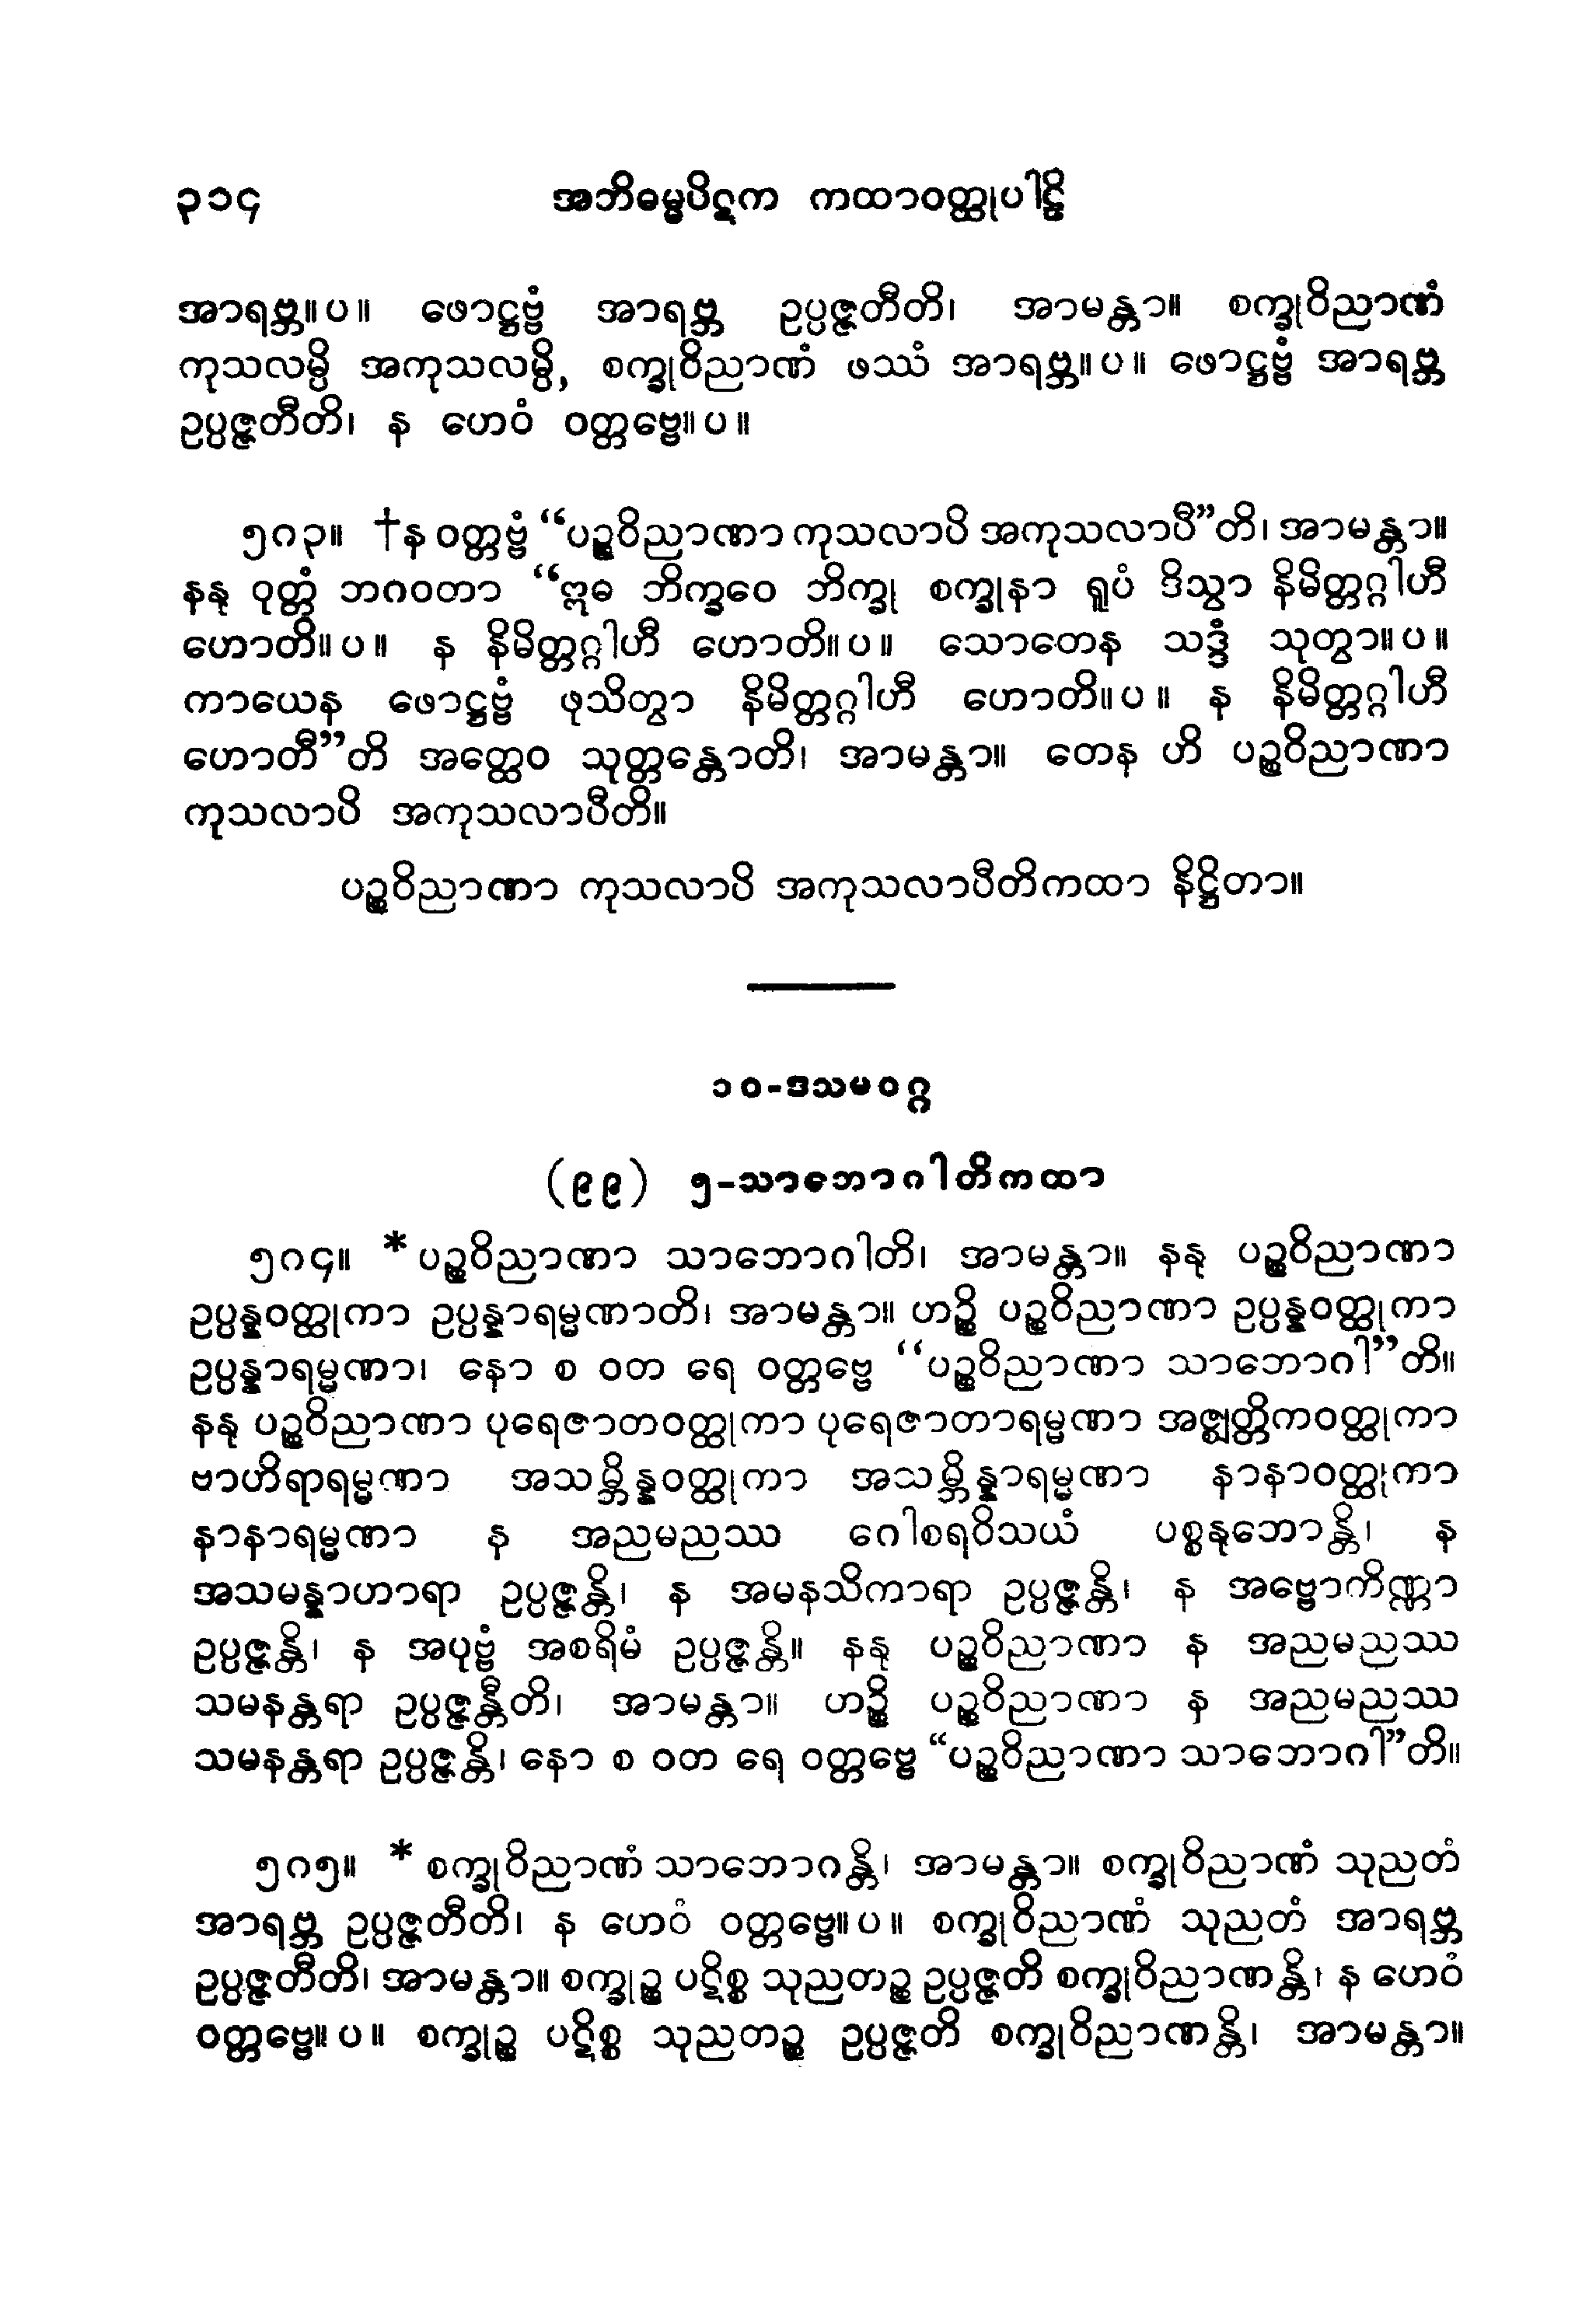 ၃၁၄ အဘိဓမ္မပိဋက ကထာဝတ္ထုပါဠိ
အာရဗ္ဘ။ပ။ ဖောဋ္ဌဗ္ဗံ အာရဗ္ဘ ဥပ္ပဇ္ဇတီတိ၊ အာမန္တာ။ စက္ခုဝိညာဏံ
ကုသလမ္ပိ အကုသလမ္ပိ, စက္ခုဝိညာဏံ ဖဿံ အာရဗ္ဘ။ပ။ ဖောဋ္ဌဗ္ဗံ အာရဗ္ဘ
ဥပ္ပဇ္ဇတီတိ၊ န ဟေဝံ ဝတ္တဗ္ဗေ။ပ။
၅၈၃။ †န ဝတ္တဗ္ဗံ “ပဉ္စဝိညာဏာ ကုသလာပိ အကုသလာပီ”တိ၊ အာမန္တာ။
နနု ဝုတ္တံ ဘဂဝတာ “ဣဓ ဘိက္ခဝေ ဘိက္ခု စက္ခုနာ ရူပံ ဒိသွာ နိမိတ္တဂ္ဂါဟီ
ဟောတိ။ပ။ န နိမိတ္တဂ္ဂါဟီ ဟောတိ။ပ။ သောတေန သဒ္ဒံ သုတွာ။ပ။
ကာယေန ဖောဋ္ဌဗ္ဗံ ဖုသိတွာ နိမိတ္တဂ္ဂါဟီ ဟောတိ။ပ။ န နိမိတ္တဂ္ဂါဟီ
ဟောတီ”တိ အတ္ထေဝ သုတ္တန္တောတိ၊ အာမန္တာ။ တေန ဟိ ပဉ္စဝိညာဏာ
ကုသလာပိ အကုသလာပီတိ။
ပဉ္စဝိညာဏာ ကုသလာပိ အကုသလာပီတိကထာ နိဋ္ဌိတာ။
၁၀-ဒသမဝဂ္ဂ
(၉၉) ၅-သာဘောဂါတိကထာ
၅၈၄။ *ပဉ္စဝိညာဏာ သာဘောဂါတိ၊ အာမန္တာ။ နနု ပဉ္စဝိညာဏာ
ဥပ္ပန္နဝတ္ထုကာ ဥပ္ပန္နာရမ္မဏာတိ၊ အာမန္တာ။ ဟဉ္စိ ပဉ္စဝိညာဏာ ဥပ္ပန္နဝတ္ထုကာ
ဥပ္ပန္နာရမ္မဏာ၊ နော စ ဝတ ရေ ဝတ္တဗ္ဗေ “ပဉ္စဝိညာဏာ သာဘောဂါ”တိ။
နနု ပဉ္စဝိညာဏာ ပုရေဇာတဝတ္ထုကာ ပုရေဇာတာရမ္မဏာ အဇ္ဈတ္တိကဝတ္ထုကာ
ဗာဟိရာရမ္မဏာ အသမ္ဘိန္နဝတ္ထုကာ အသမ္ဘိန္နာရမ္မဏာ နာနာဝတ္ထုကာ
နာနာရမ္မဏာ န အညမညဿ ဂေါစရဝိသယံ ပစ္စနုဘောန္တိ၊ န
အသမန္နာဟာရာ ဥပ္ပဇ္ဇန္တိ၊ န အမနသိကာရာ ဥပ္ပဇ္ဇန္တိ၊ န အဗ္ဗောကိဏ္ဏာ
ဥပ္ပဇ္ဇန္တိ၊ န အပုဗ္ဗံ အစရိမံ ဥပ္ပဇ္ဇန္တိ။ နနု ပဉ္စဝိညာဏာ န အညမညဿ
သမနန္တရာ ဥပ္ပဇ္ဇန္တီတိ၊ အာမန္တာ။ ဟဉ္စိ ပဉ္စဝိညာဏာ န အညမညဿ
သမနန္တရာ ဥပ္ပဇ္ဇန္တိ၊ နော စ ဝတ ရေ ဝတ္တဗ္ဗေ “ပဉ္စဝိညာဏာ သာဘောဂါ”တိ။
၅၈၅။ *စက္ခုဝိညာဏံ သာဘောဂန္တိ၊ အာမန္တာ။ စက္ခုဝိညာဏံ သုညတံ
အာရဗ္ဘ ဥပ္ပဇ္ဇတီတိ၊ န ဟေဝံ ဝတ္တဗ္ဗေ။ပ။ စက္ခုဝိညာဏံ သုညတံ အာရဗ္ဘ
ဥပ္ပဇ္ဇတီတိ၊ အာမန္တာ။ စက္ခုဉ္စ ပဋိစ္စ သုညတဉ္စ ဥပ္ပဇ္ဇတိ စက္ခုဝိညာဏန္တိ၊ န ဟေဝံ
ဝတ္တဗ္ဗေ။ပ။ စက္ခုဉ္စ ပဋိစ္စ သုညတဉ္စ ဥပ္ပဇ္ဇတိ စက္ခုဝိညာဏန္တိ၊ အာမန္တာ။